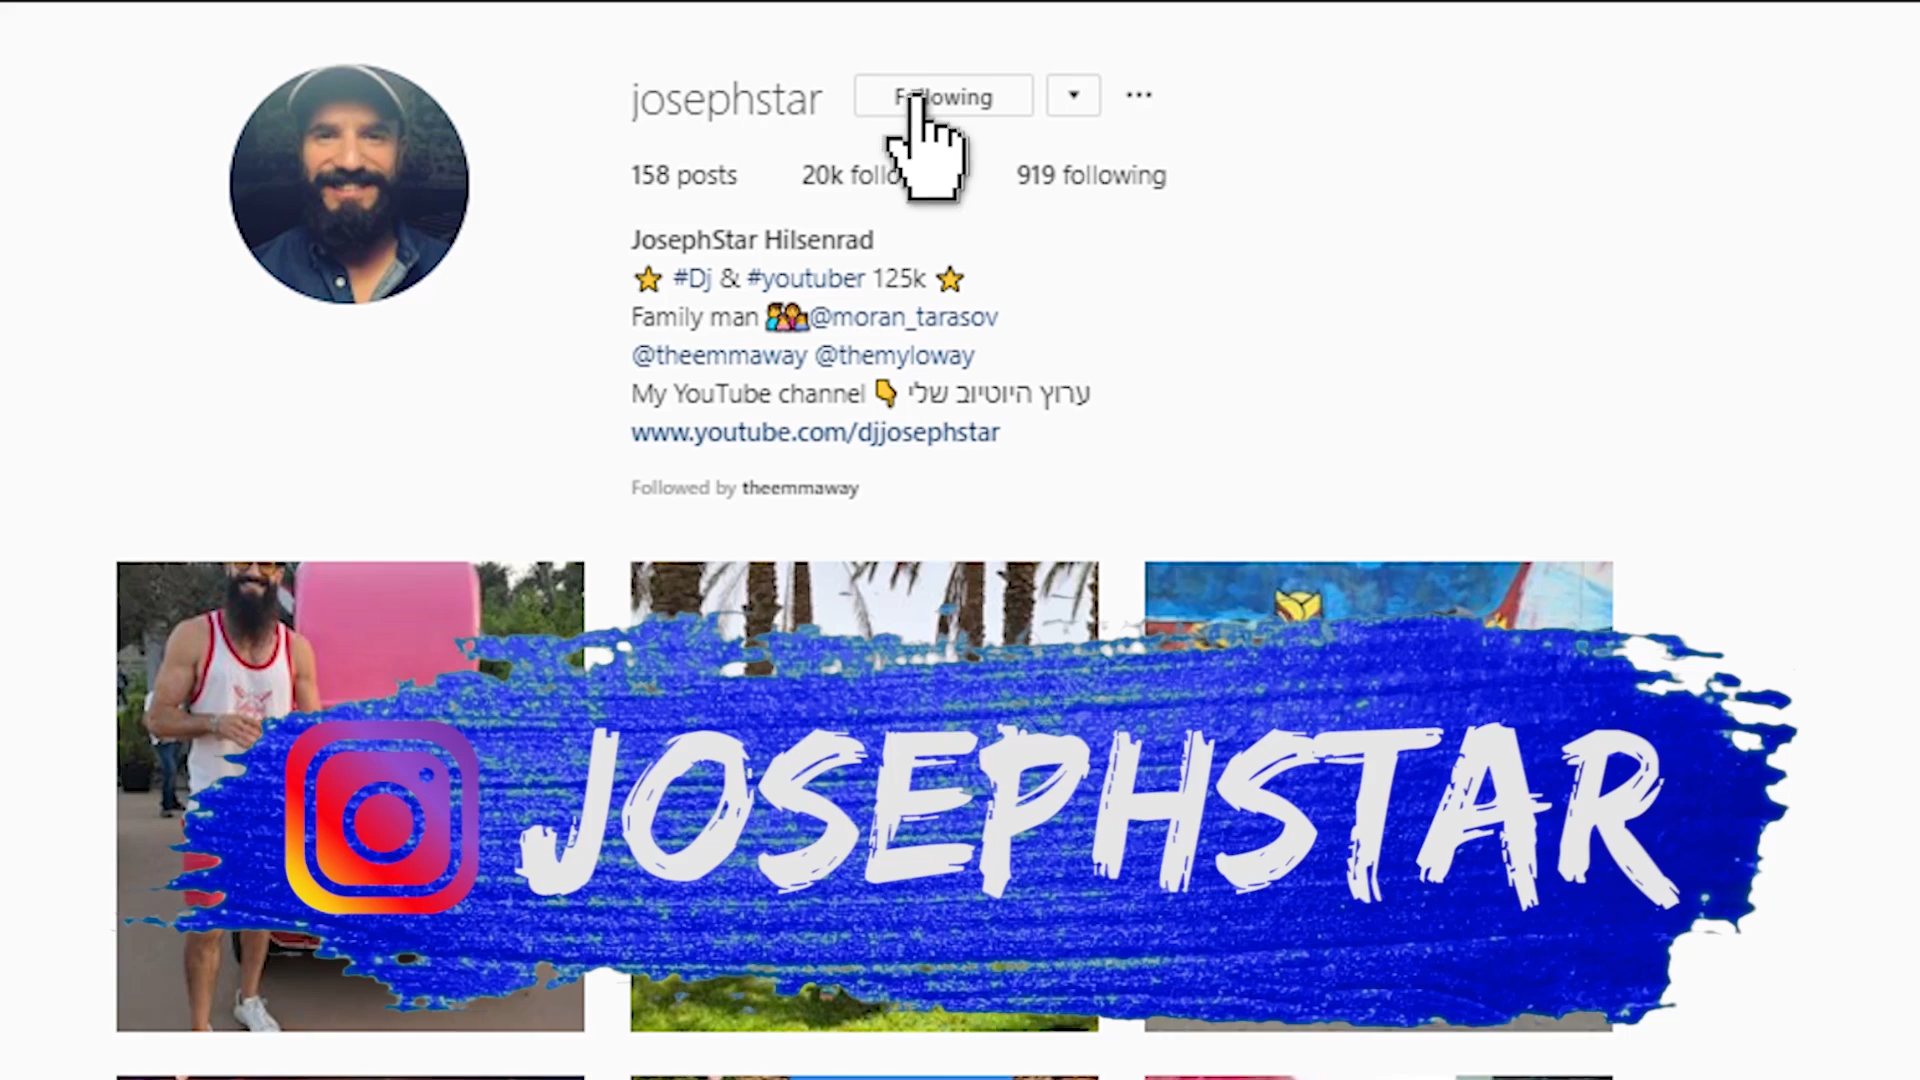 josephstar Following
158 posts 20k follo 919 following
JosephStar Hilsenrad
#Dj & #youtuber 125k
Family man @moran_tarasov
@theemmaway @themyloway
My YouTube channel ערוץ היוטיוב שלי
www.youtube.com/djjosephstar
Followed by theemmaway
JOSEPHSTAR